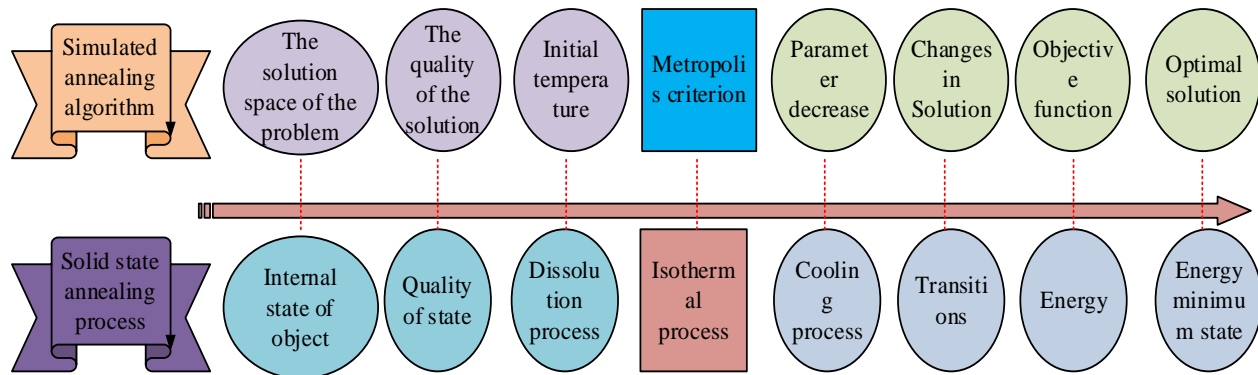 Simulated
annealing
algorithm
The
solution
space of the
problem
The
quality
of the
solution
Initial
tempera
ture
Metropoli
s criterion
Paramet
er
decrease
Changes
in
Solution
Objectiv
e
function
Optimal
solution
Solid state
annealing
process
Internal
state of
object
Quality
of state
Dissolu
tion
process
Isotherm
al
process
Coolin
g
process
Transiti
ons
Energy
Energy
minimu
m state